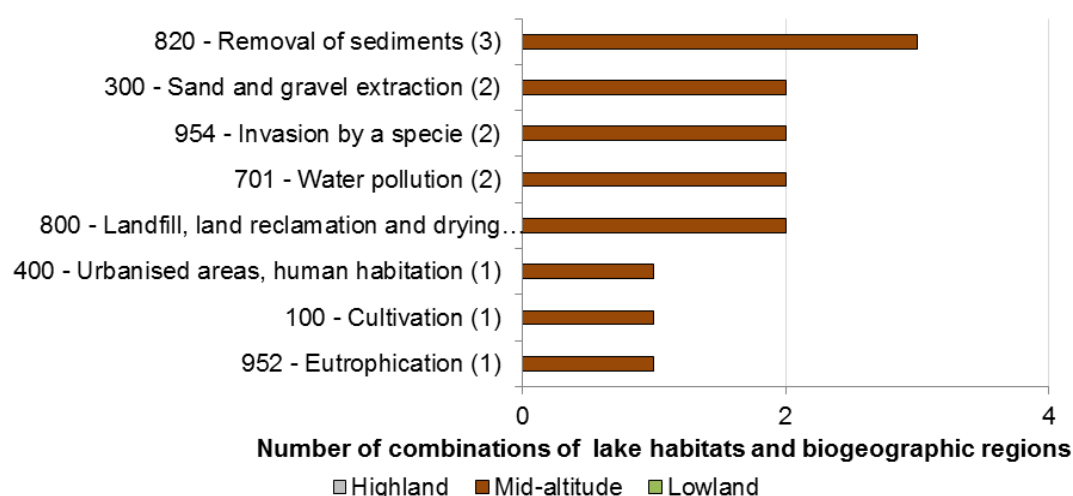 820 - Removal of sediments (3)
300 - Sand and gravel extraction (2)
954 - Invasion by a specie (2)
701 - Water pollution (2)
800 - Landfill, land reclamation and drying…
400 - Urbanised areas, human habitation (1)
100 - Cultivation (1)
952 - Eutrophication (1)
0 2 4
Number of combinations of lake habitats and biogeographic regions
Highland Mid-altitude Lowland